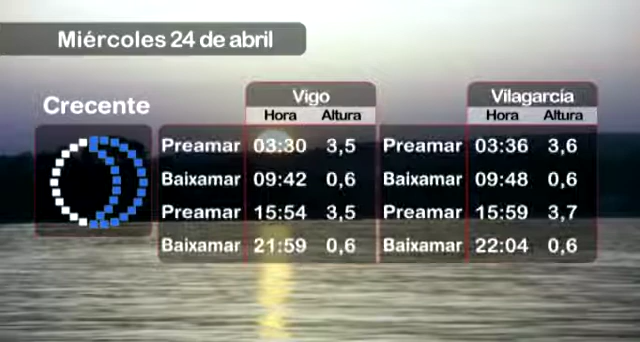 Miércoles 24 de abril
Crecente
Vigo
Hora Altura
Preamar 03:30 3,5
Baixamar 09:42 0,6
Preamar 15:54 3,5
Baixamar 21:59 0,6
Vilagarcía
Hora Altura
Preamar 03:36 3,6
Baixamar 09:48 0,6
Preamar 15:59 3,7
Baixamar 22:04 0,6